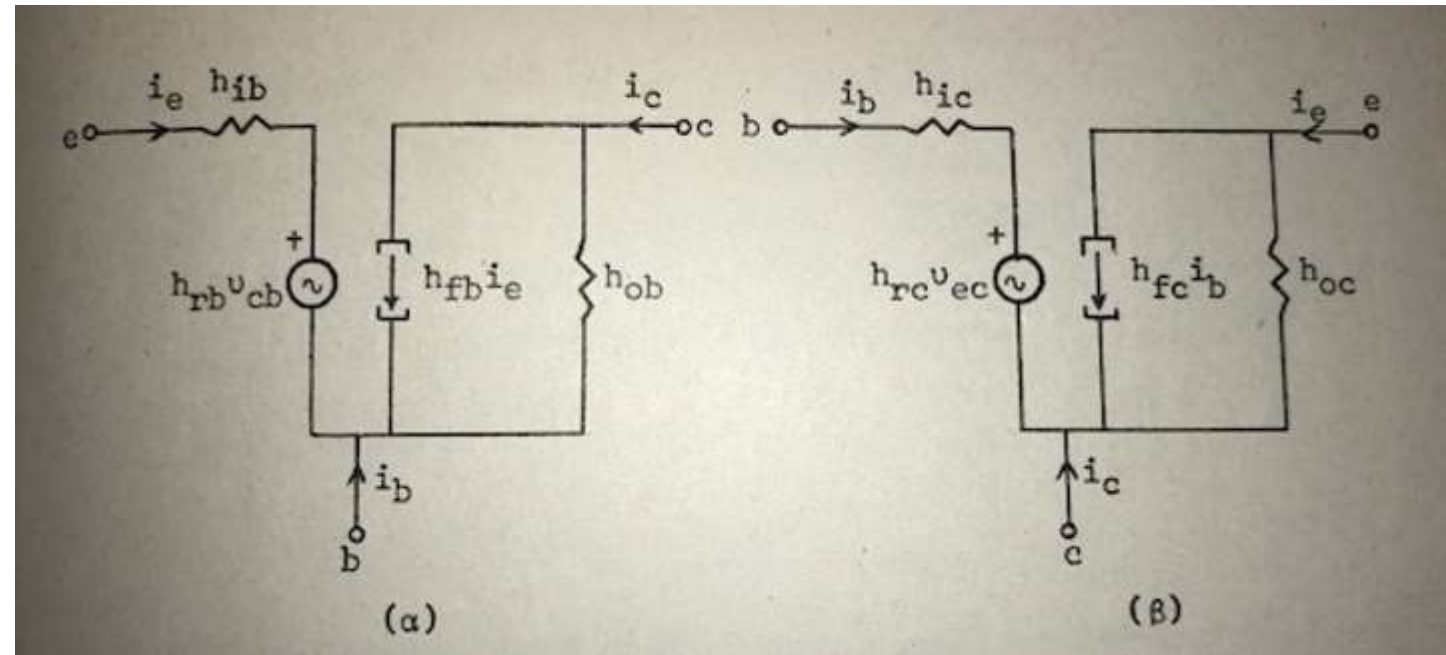 i_e h_ib i_c
e c
+
h_rb υ_cb h_fb i_e h_ob
i_b
b
(α)
i_b h_ic i_e e
b
+
h_rc υ_ec h_fc i_b h_oc
i_c
c
(β)